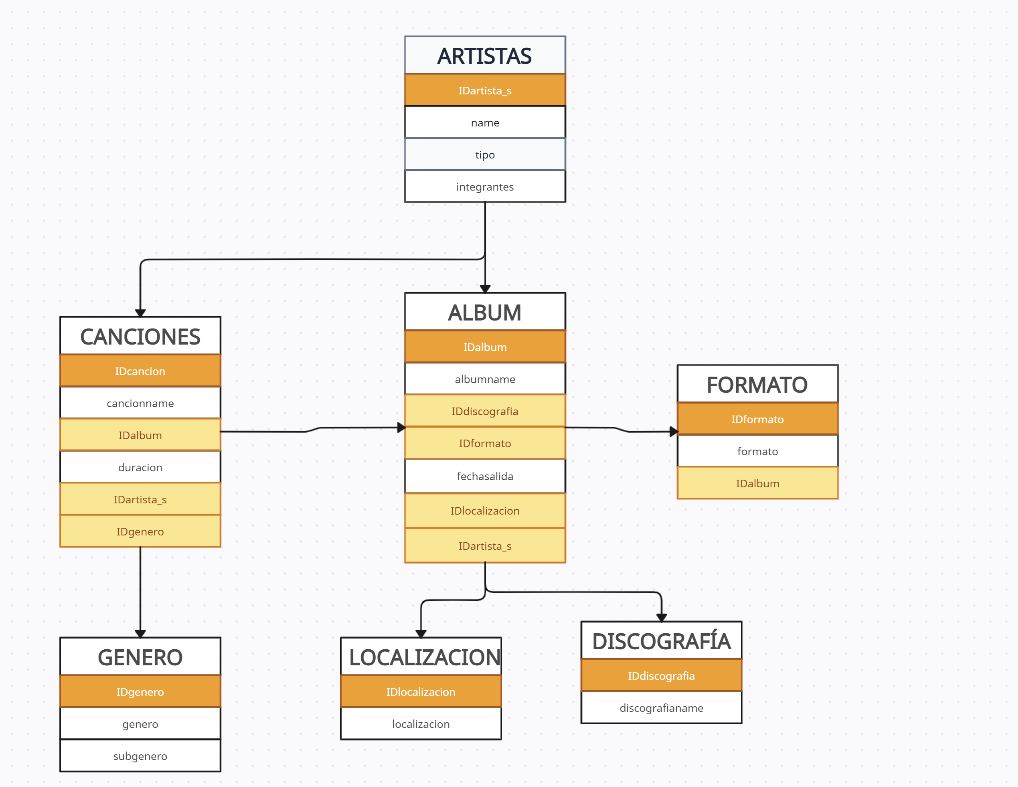 ARTISTAS
IDartista_s
name
tipo
integrantes
CANCIONES
IDcancion
cancionname
IDalbum
duracion
IDartista_s
IDgenero
ALBUM
IDalbum
albumname
IDdiscografia
IDformato
fechasalida
IDlocalizacion
IDartista_s
FORMATO
IDformato
formato
IDalbum
GENERO
IDgenero
genero
subgenero
LOCALIZACION
IDlocalizacion
localizacion
DISCOGRAFÍA
IDdiscografia
discografianame